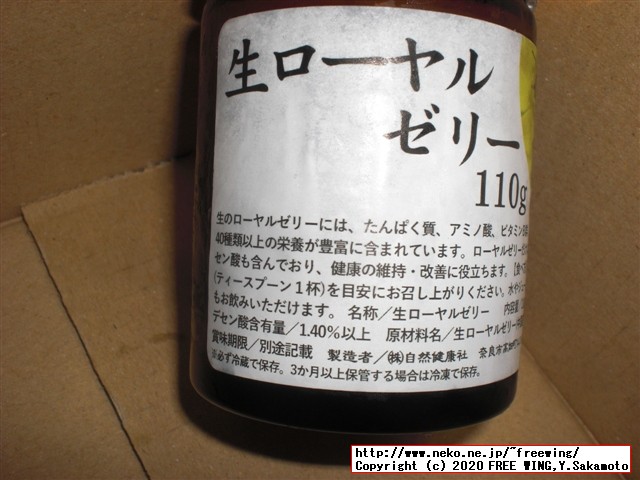 生ローヤル
ゼリー
110g
生のローヤルゼリーには、たんぱく質、アミノ酸、ビタミン
40種類以上の栄養が豊富に含まれています。ローヤルゼリー
セン酸も含んでおり、健康の維持・改善に役立ちます。【食べ
(ティースプーン1杯)を目安にお召し上がりください。水や
もお飲みいただけます。 名称／生ローヤルゼリー 内容量
デセン酸含有量／1.40％以上 原材料名／生ローヤルゼリー
賞味期限／別途記載 製造者／㈱自然健康社 奈良市
※必ず冷蔵で保存。3か月以上保管する場合は冷凍で保存。
http://www.neko.ne.jp/~freewing/
Copyright (c) 2020 FREE WING,Y.Sakamoto